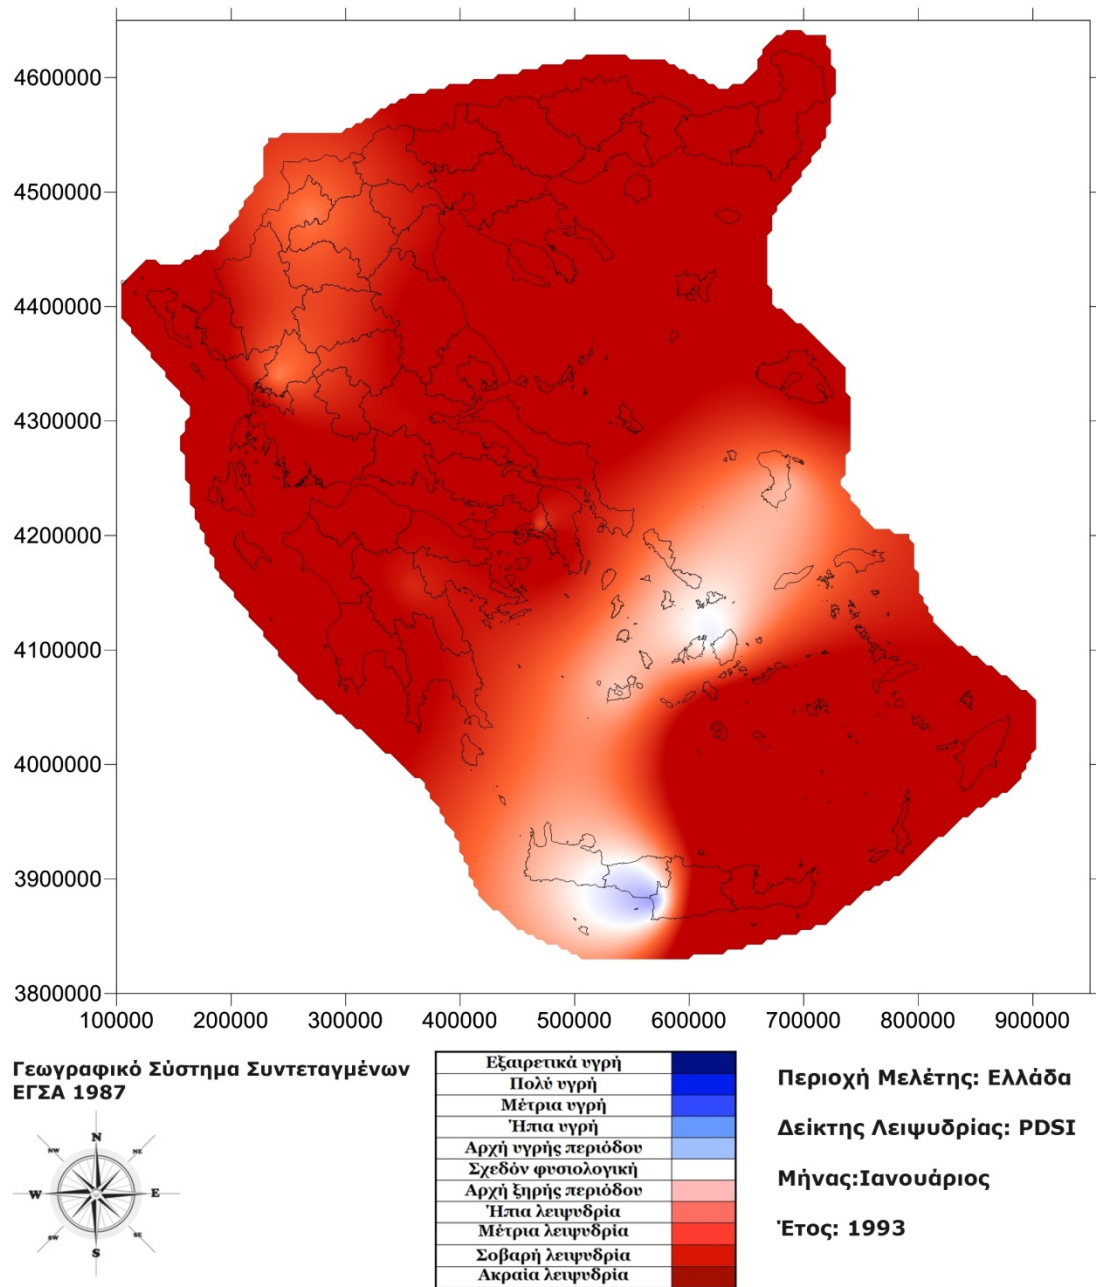 4600000
4500000
4400000
4300000
4200000
4100000
4000000
3900000
3800000
100000 200000 300000 400000 500000 600000 700000 800000 900000
Γεωγραφικό Σύστημα Συντεταγμένων
ΕΓΣΑ 1987
N
NW NE
W E
SW SE
S
Εξαιρετικά υγρή
Πολύ υγρή
Μέτρια υγρή
Ήπια υγρή
Αρχή υγρής περιόδου
Σχεδόν φυσιολογική
Αρχή ξηρής περιόδου
Ήπια λειψυδρία
Μέτρια λειψυδρία
Σοβαρή λειψυδρία
Ακραία λειψυδρία
Περιοχή Μελέτης: Ελλάδα
Δείκτης Λειψυδρίας: PDSI
Μήνας:Ιανουάριος
Έτος: 1993